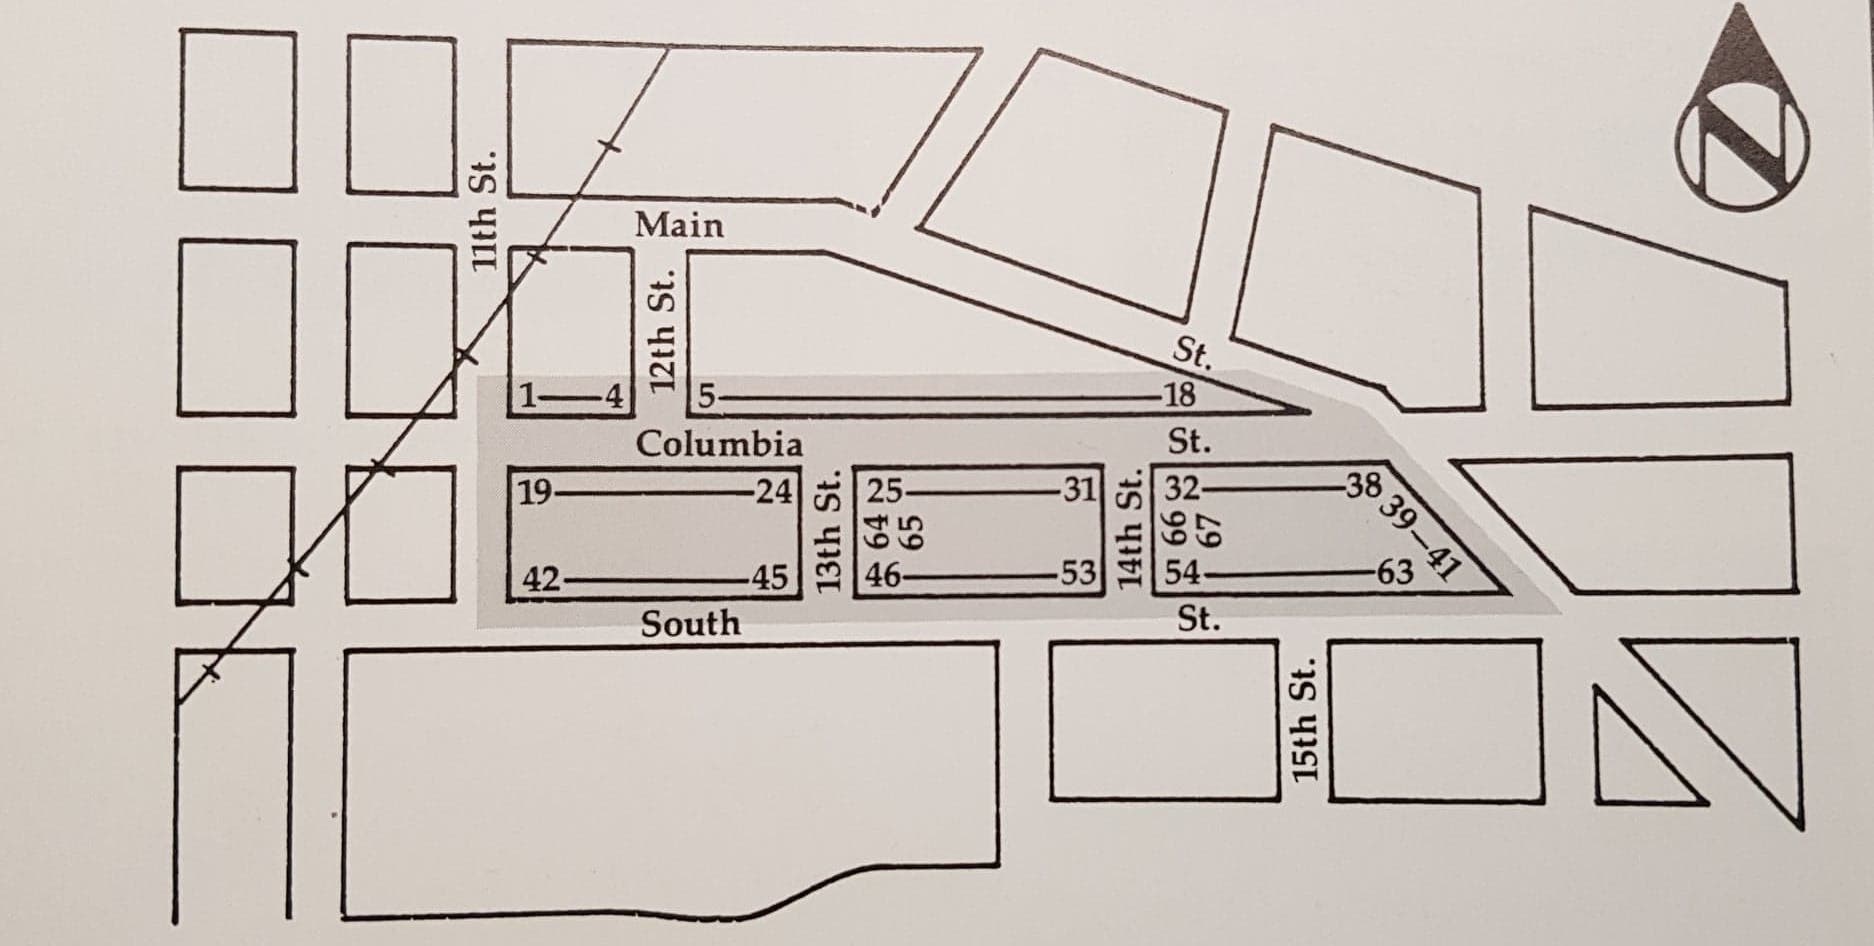 N
11th St.
Main St.
12th St.
1—4
5—18
Columbia St.
19—24
13th St.
25—31
14th St.
32—38
39—41
64
65
66
67
42—45
46—53
54—63
South St.
15th St.